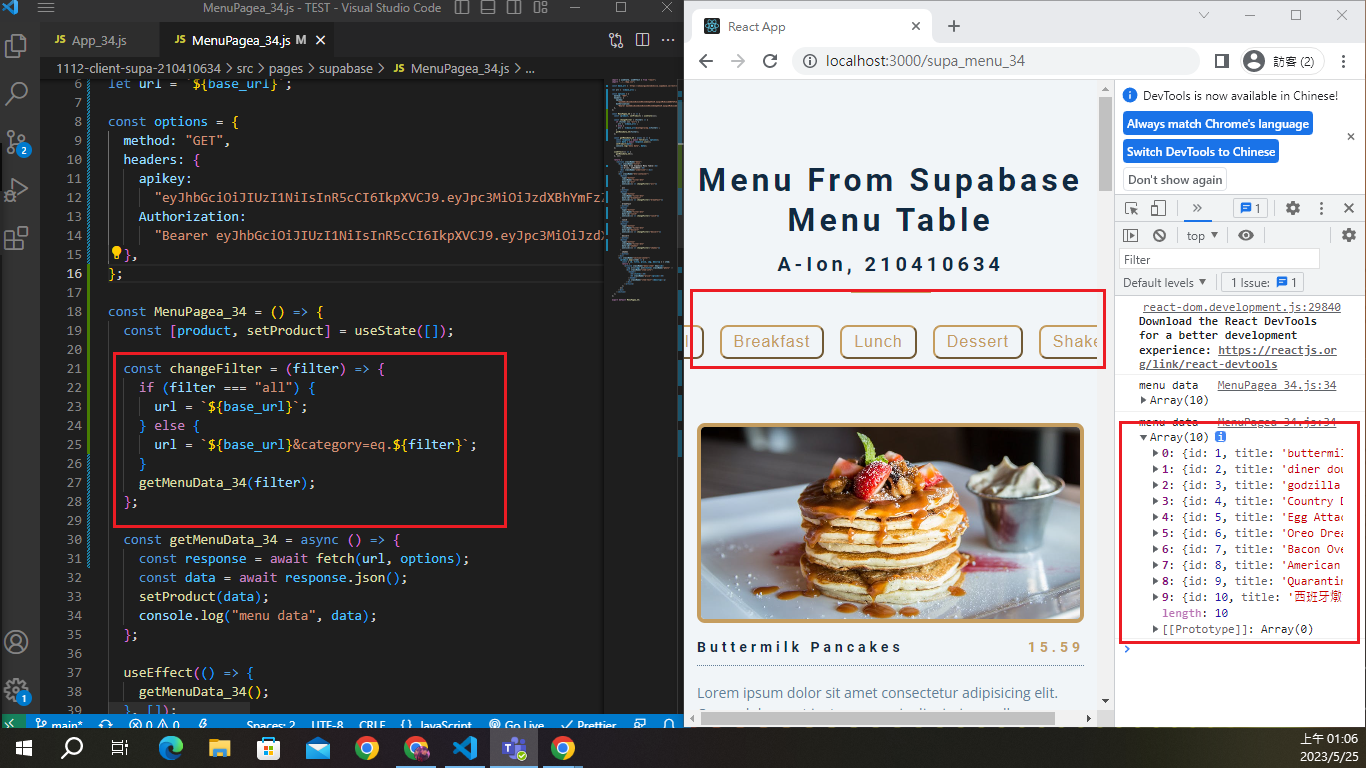 MenuPagea_34.js - TEST - Visual Studio Code
JS App_34.js
JS MenuPagea_34.js M
1112-client-supa-210410634 > src > pages > supabase > JS MenuPagea_34.js > ...
6 let url = `${base_url}`;
7
8 const options = {
9 method: "GET",
10 headers: {
11 apikey:
12 "eyJhbGciOiJIUzI1NiIsInR5cCI6IkpXVCJ9.eyJpc3MiOiJzdXBhYmFz
13 Authorization:
14 "Bearer eyJhbGciOiJIUzI1NiIsInR5cCI6IkpXVCJ9.eyJpc3MiOiJzdX
15 },
16 };
17
18 const MenuPagea_34 = () => {
19 const [product, setProduct] = useState([]);
20
21 const changeFilter = (filter) => {
22 if (filter === "all") {
23 url = `${base_url}`;
24 } else {
25 url = `${base_url}&category=eq.${filter}`;
26 }
27 getMenuData_34(filter);
28 };
29
30 const getMenuData_34 = async () => {
31 const response = await fetch(url, options);
32 const data = await response.json();
33 setProduct(data);
34 console.log("menu data", data);
35 };
36
37 useEffect(() => {
38 getMenuData_34();
39 }, []);
main* 0 0 Spaces: 2 UTF-8 CRLF {} JavaScript Go Live Prettier
2
1
React App
localhost:3000/supa_menu_34
訪客 (2)
Menu From Supabase
Menu Table
A-Ion, 210410634
Breakfast
Lunch
Dessert
Shake
Buttermilk Pancakes 15.59
Lorem ipsum dolor sit amet consectetur adipisicing elit.
DevTools is now available in Chinese!
Always match Chrome's language
Switch DevTools to Chinese
Don't show again
1
top
Filter
Default levels
1 Issue: 1
react-dom.development.js:29840
Download the React DevTools
for a better development
experience: https://reactjs.or
g/link/react-devtools
menu data MenuPagea 34.js:34
Array(10)
menu data MenuPagea 34.js:34
Array(10)
0: {id: 1, title: 'buttermil
1: {id: 2, title: 'diner dou
2: {id: 3, title: 'godzilla
3: {id: 4, title: 'Country D
4: {id: 5, title: 'Egg Attac
5: {id: 6, title: 'Oreo Drea
6: {id: 7, title: 'Bacon Ove
7: {id: 8, title: 'American
8: {id: 9, title: 'Quarantin
9: {id: 10, title: '西班牙燉
length: 10
[[Prototype]]: Array(0)
上午 01:06
2023/5/25